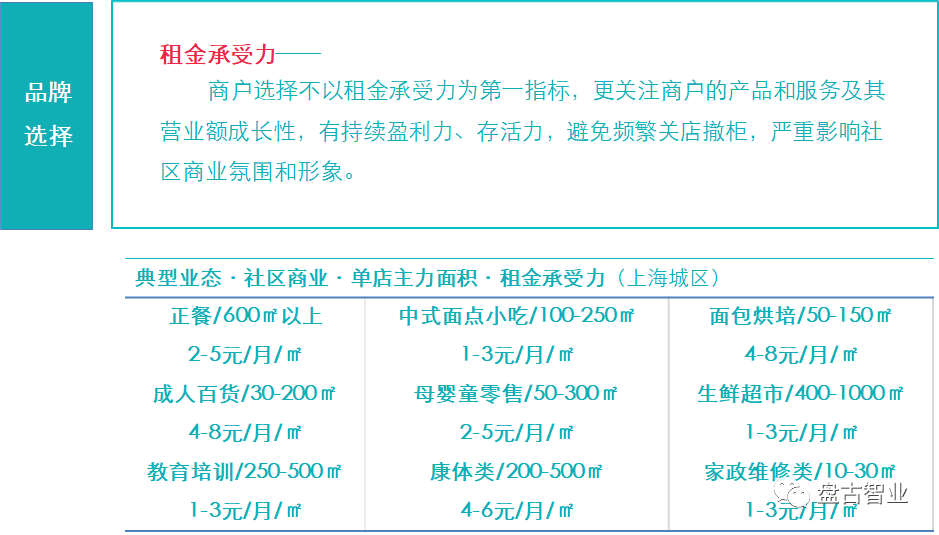 品牌
选择
租金承受力——
商户选择不以租金承受力为第一指标，更关注商户的产品和服务及其
营业额成长性，有持续盈利力、存活力，避免频繁关店撤柜，严重影响社
区商业氛围和形象。
典型业态·社区商业·单店主力面积·租金承受力（上海城区）
正餐/600㎡以上 中式面点小吃/100-250㎡ 面包烘培/50-150㎡
2-5元/月/㎡ 1-3元/月/㎡ 4-8元/月/㎡
成人百货/30-200㎡ 母婴童零售/50-300㎡ 生鲜超市/400-1000㎡
4-8元/月/㎡ 2-5元/月/㎡ 1-3元/月/㎡
教育培训/250-500㎡ 康体类/200-500㎡ 家政维修类/10-30㎡
1-3元/月/㎡ 4-6元/月/㎡ 1-3元/月/㎡
盘古智业